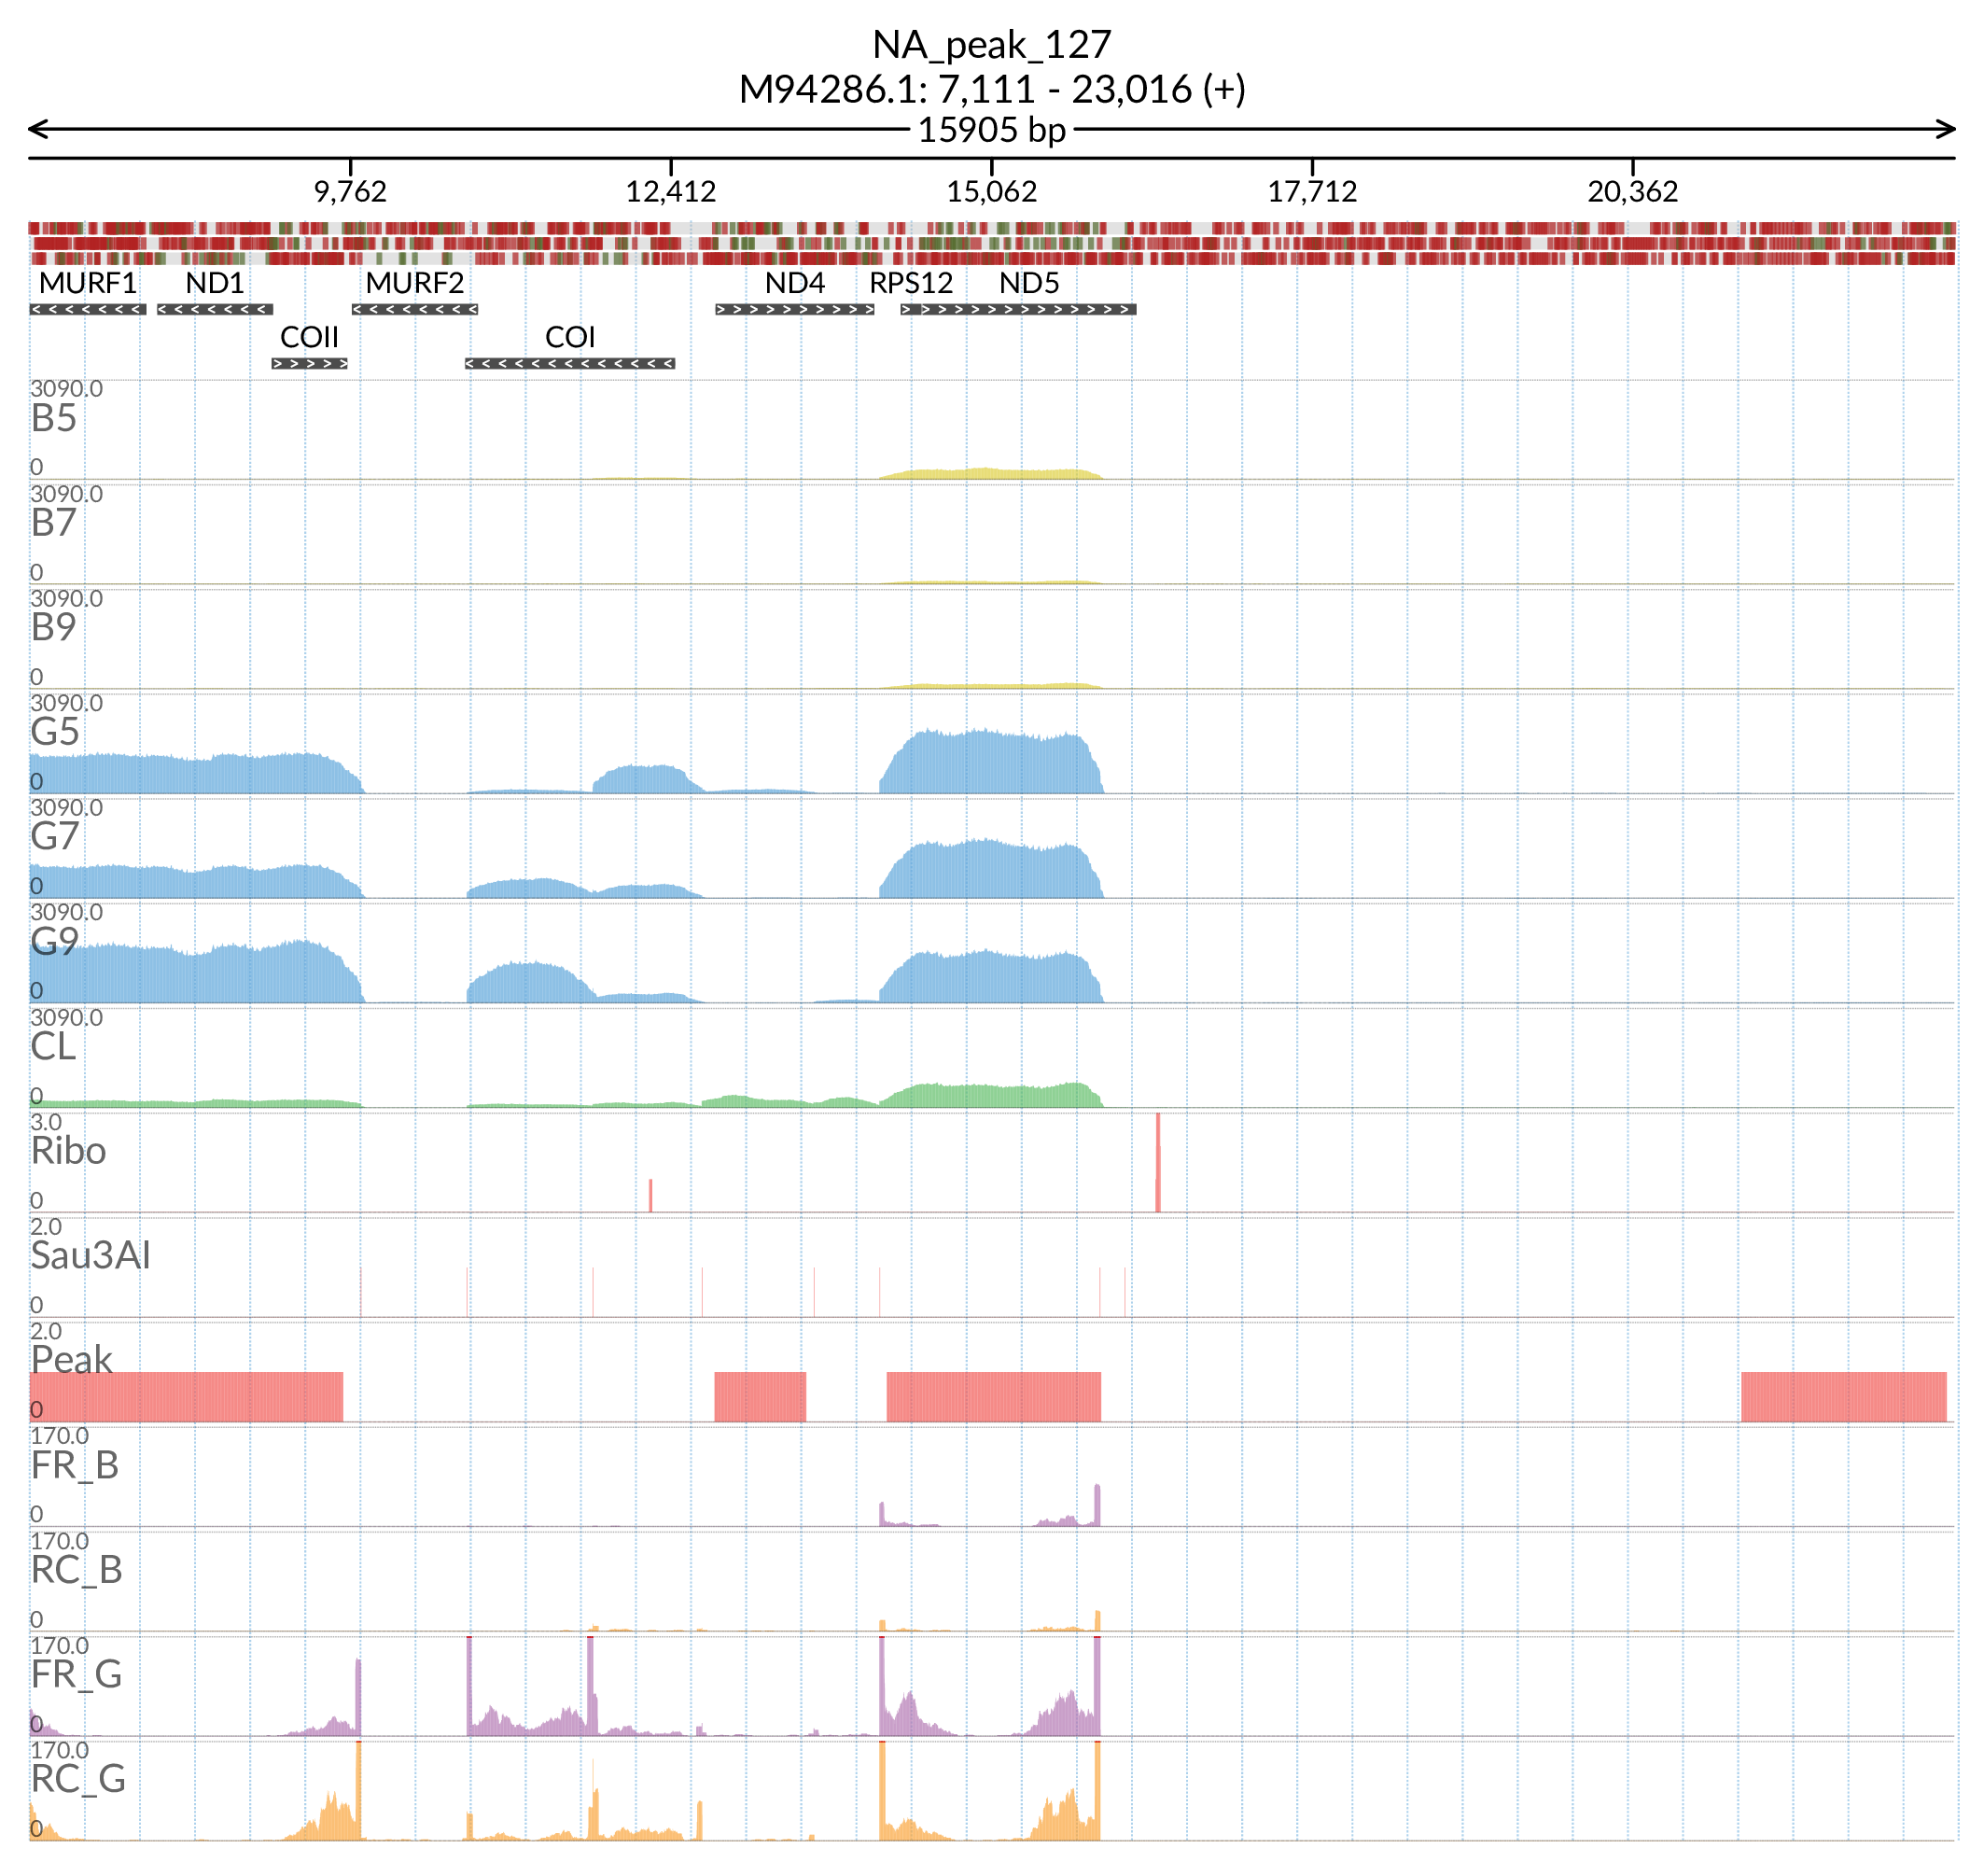 NA_peak_127
M94286.1: 7,111 - 23,016 (+)
15905 bp
9,762 12,412 15,062 17,712 20,362
MURF1 ND1 MURF2 ND4 RPS12 ND5
COII COI
3090.0
B5
0
3090.0
B7
0
3090.0
B9
0
3090.0
G5
0
3090.0
G7
0
3090.0
G9
0
3090.0
CL
0
3.0
Ribo
0
2.0
Sau3AI
0
2.0
Peak
0
170.0
FR_B
0
170.0
RC_B
0
170.0
FR_G
0
170.0
RC_G
0